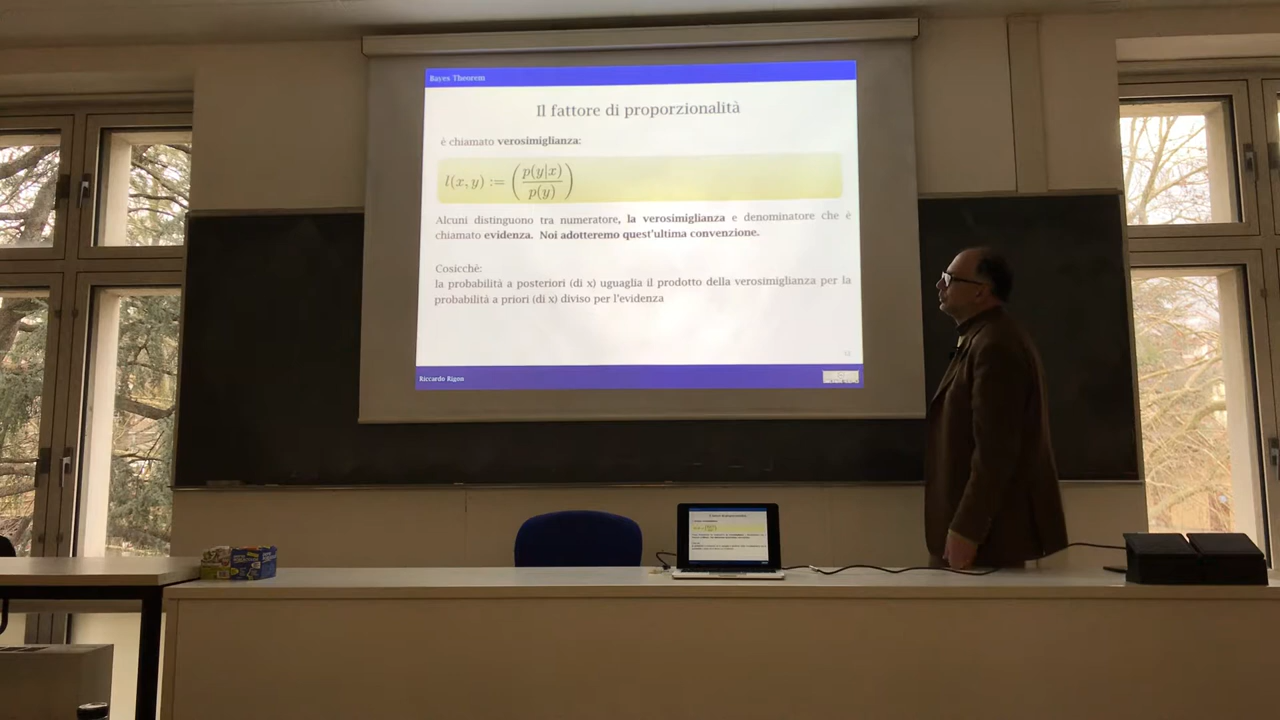 Bayes Theorem
Il fattore di proporzionalità
è chiamato verosimiglianza:
l(x, y) := ( p(y|x) / p(y) )
Alcuni distinguono tra numeratore, la verosimiglianza e denominatore che è
chiamato evidenza. Noi adotteremo quest'ultima convenzione.
Cosicchè:
la probabilità a posteriori (di x) uguaglia il prodotto della verosimiglianza per la
probabilità a priori (di x) diviso per l'evidenza
Riccardo Rigon